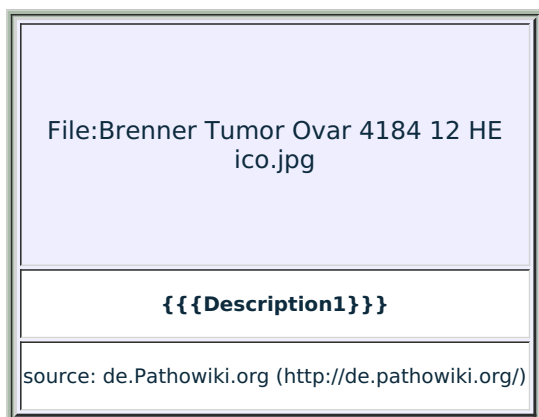 File:Brenner Tumor Ovar 4184 12 HE
ico.jpg
{{{Description1}}}
source: de.Pathowiki.org (http://de.pathowiki.org/)